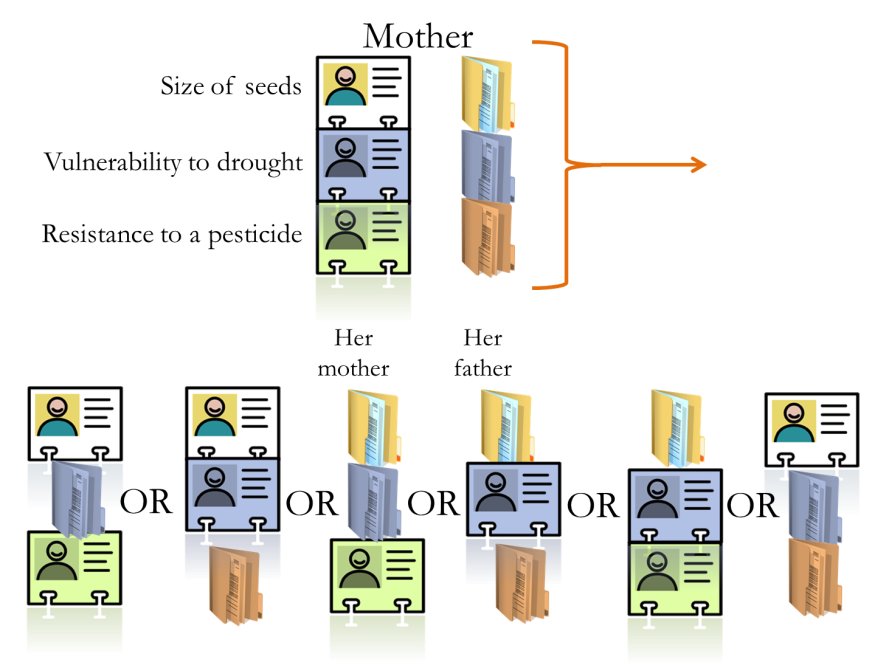 Mother
Size of seeds
Vulnerability to drought
Resistance to a pesticide
Her
mother
Her
father
OR OR OR OR OR